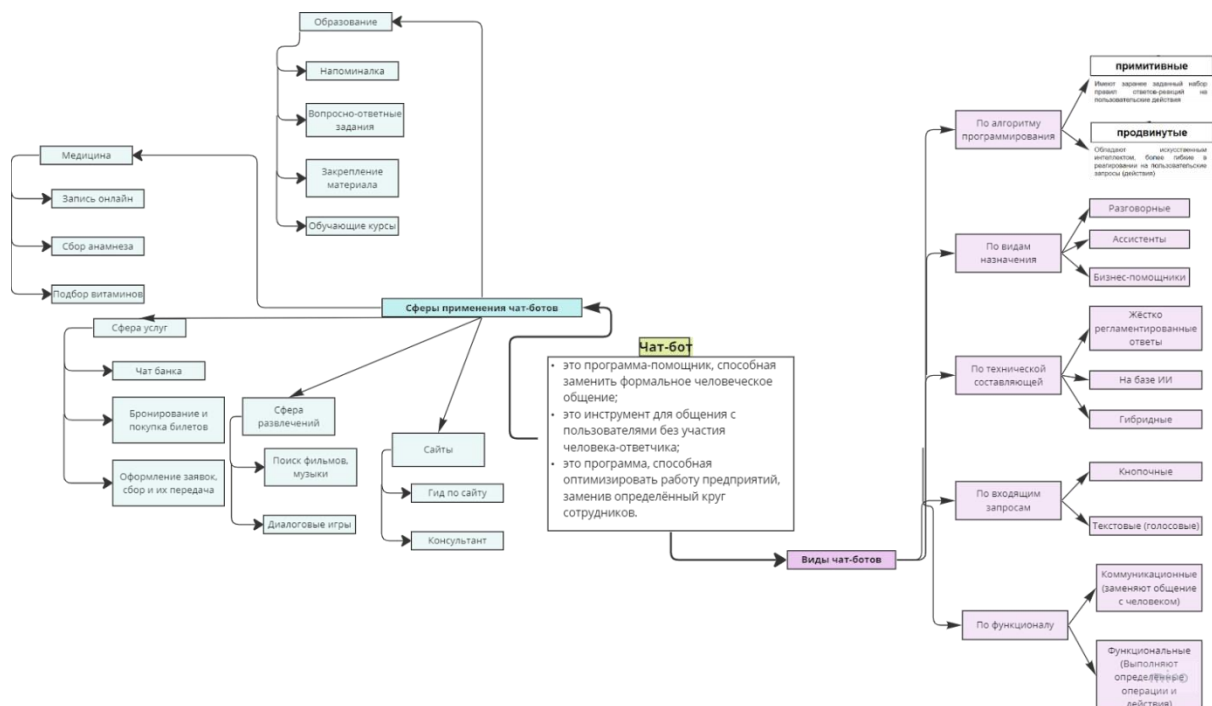 Образование
Напоминалка
Вопросно-ответные
задания
Закрепление
материала
Обучающие курсы
Медицина
Запись онлайн
Сбор анамнеза
Подбор витаминов
Сферы применения чат-ботов
Сфера услуг
Чат банка
Бронирование и
покупка билетов
Оформление заявок,
сбор и их передача
Сфера
развлечений
Поиск фильмов,
музыки
Диалоговые игры
Сайты
Гид по сайту
Консультант
Чат-бот
• это программа-помощник, способная
заменить формальное человеческое
общение;
• это инструмент для общения с
пользователями без участия
человека-ответчика;
• это программа, способная
оптимизировать работу предприятий,
заменив определённый круг
сотрудников.
Виды чат-ботов
По алгоритму
программирования
примитивные
Имеют заранее заданный набор
правил ответов-реакций на
пользовательские действия
продвинутые
Обладают искусственным
интеллектом, более гибкие в
реагировании на пользовательские
запросы (действия)
По видам
назначения
Разговорные
Ассистенты
Бизнес-помощники
По технической
составляющей
Жёстко
регламентированные
ответы
На базе ИИ
Гибридные
По входящим
запросам
Кнопочные
Текстовые (голосовые)
По функционалу
Коммуникационные
(заменяют общение
с человеком)
Функциональные
(Выполняют
определённые
операции и
действия)
miro